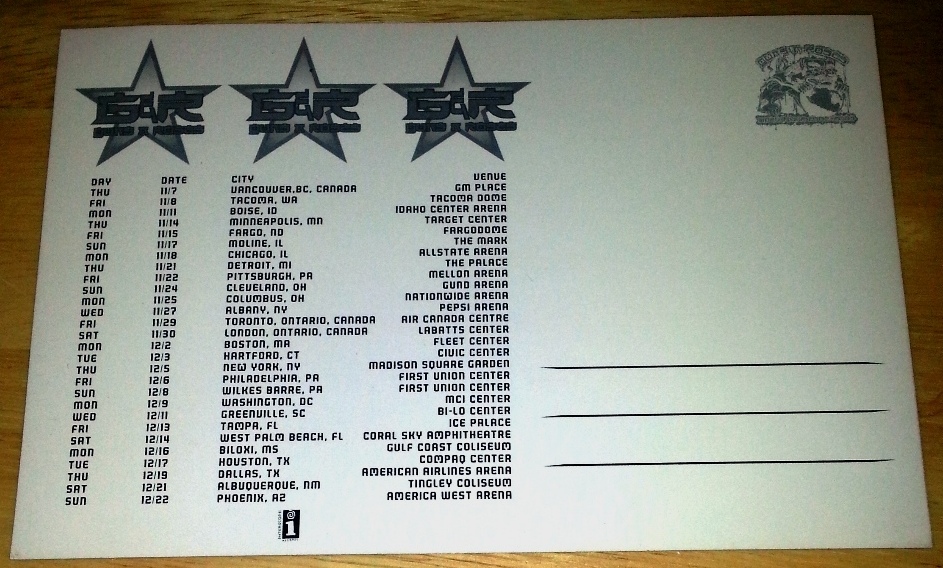 GNR GNR GNR
GUNS N ROSES GUNS N ROSES GUNS N ROSES
DAY DATE CITY VENUE
THU 11/7 VANCOUVER,BC, CANADA GM PLACE
FRI 11/8 TACOMA, WA TACOMA DOME
MON 11/11 BOISE, ID IDAHO CENTER ARENA
THU 11/14 MINNEAPOLIS, MN TARGET CENTER
FRI 11/15 FARGO, ND FARGODOME
SUN 11/17 MOLINE, IL THE MARK
MON 11/18 CHICAGO, IL ALLSTATE ARENA
THU 11/21 DETROIT, MI THE PALACE
FRI 11/22 PITTSBURGH, PA MELLON ARENA
SUN 11/24 CLEVELAND, OH GUND ARENA
MON 11/25 COLUMBUS, OH NATIONWIDE ARENA
WED 11/27 ALBANY, NY PEPSI ARENA
FRI 11/29 TORONTO, ONTARIO, CANADA AIR CANADA CENTRE
SAT 11/30 LONDON, ONTARIO, CANADA LABATTS CENTER
MON 12/2 BOSTON, MA FLEET CENTER
TUE 12/3 HARTFORD, CT CIVIC CENTER
THU 12/5 NEW YORK, NY MADISON SQUARE GARDEN
FRI 12/6 PHILADELPHIA, PA FIRST UNION CENTER
SUN 12/8 WILKES BARRE, PA FIRST UNION CENTER
MON 12/9 WASHINGTON, DC MCI CENTER
WED 12/11 GREENVILLE, SC BI-LO CENTER
FRI 12/13 TAMPA, FL ICE PALACE
SAT 12/14 WEST PALM BEACH, FL CORAL SKY AMPHITHEATRE
MON 12/16 BILOXI, MS GULF COAST COLISEUM
TUE 12/17 HOUSTON, TX COMPAQ CENTER
THU 12/19 DALLAS, TX AMERICAN AIRLINES ARENA
SAT 12/21 ALBUQUERQUE, NM TINGLEY COLISEUM
SUN 12/22 PHOENIX, AZ AMERICA WEST ARENA
INTERSCOPE